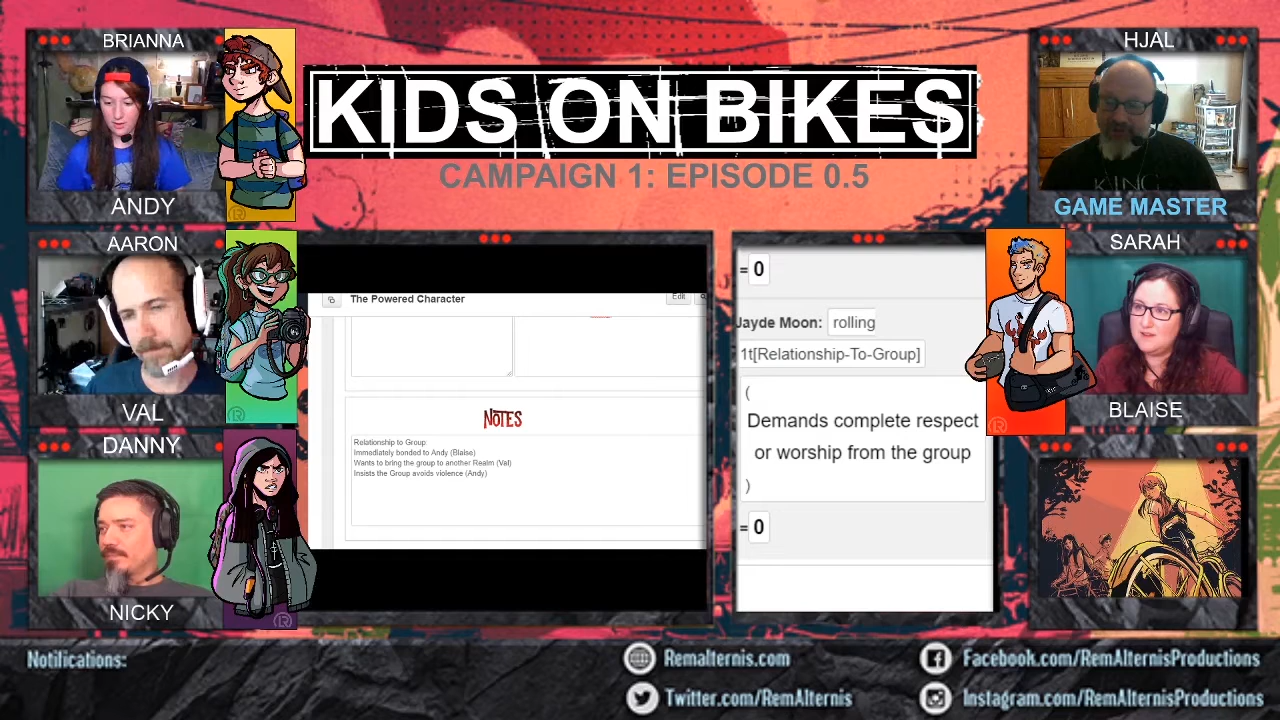 BRIANNA
ANDY
KIDS ON BIKES
CAMPAIGN 1: EPISODE 0.5
HJAL
KING
GAME MASTER
AARON
VAL
DANNY
NICKY
The Powered Character
Edit
NOTES
Relationship to Group:
Immediately bonded to Andy (Blaise)
Wants to bring the group to another Realm (Val)
Insists the Group avoids violence (Andy)
= 0
Jayde Moon: rolling
1t[Relationship-To-Group]
(
Demands complete respect
or worship from the group
)
= 0
SARAH
BLAISE
Notifications:
Remalternis.com
Facebook.com/RemAlternisProductions
Twitter.com/RemAlternis
Instagram.com/RemAlternisProductions